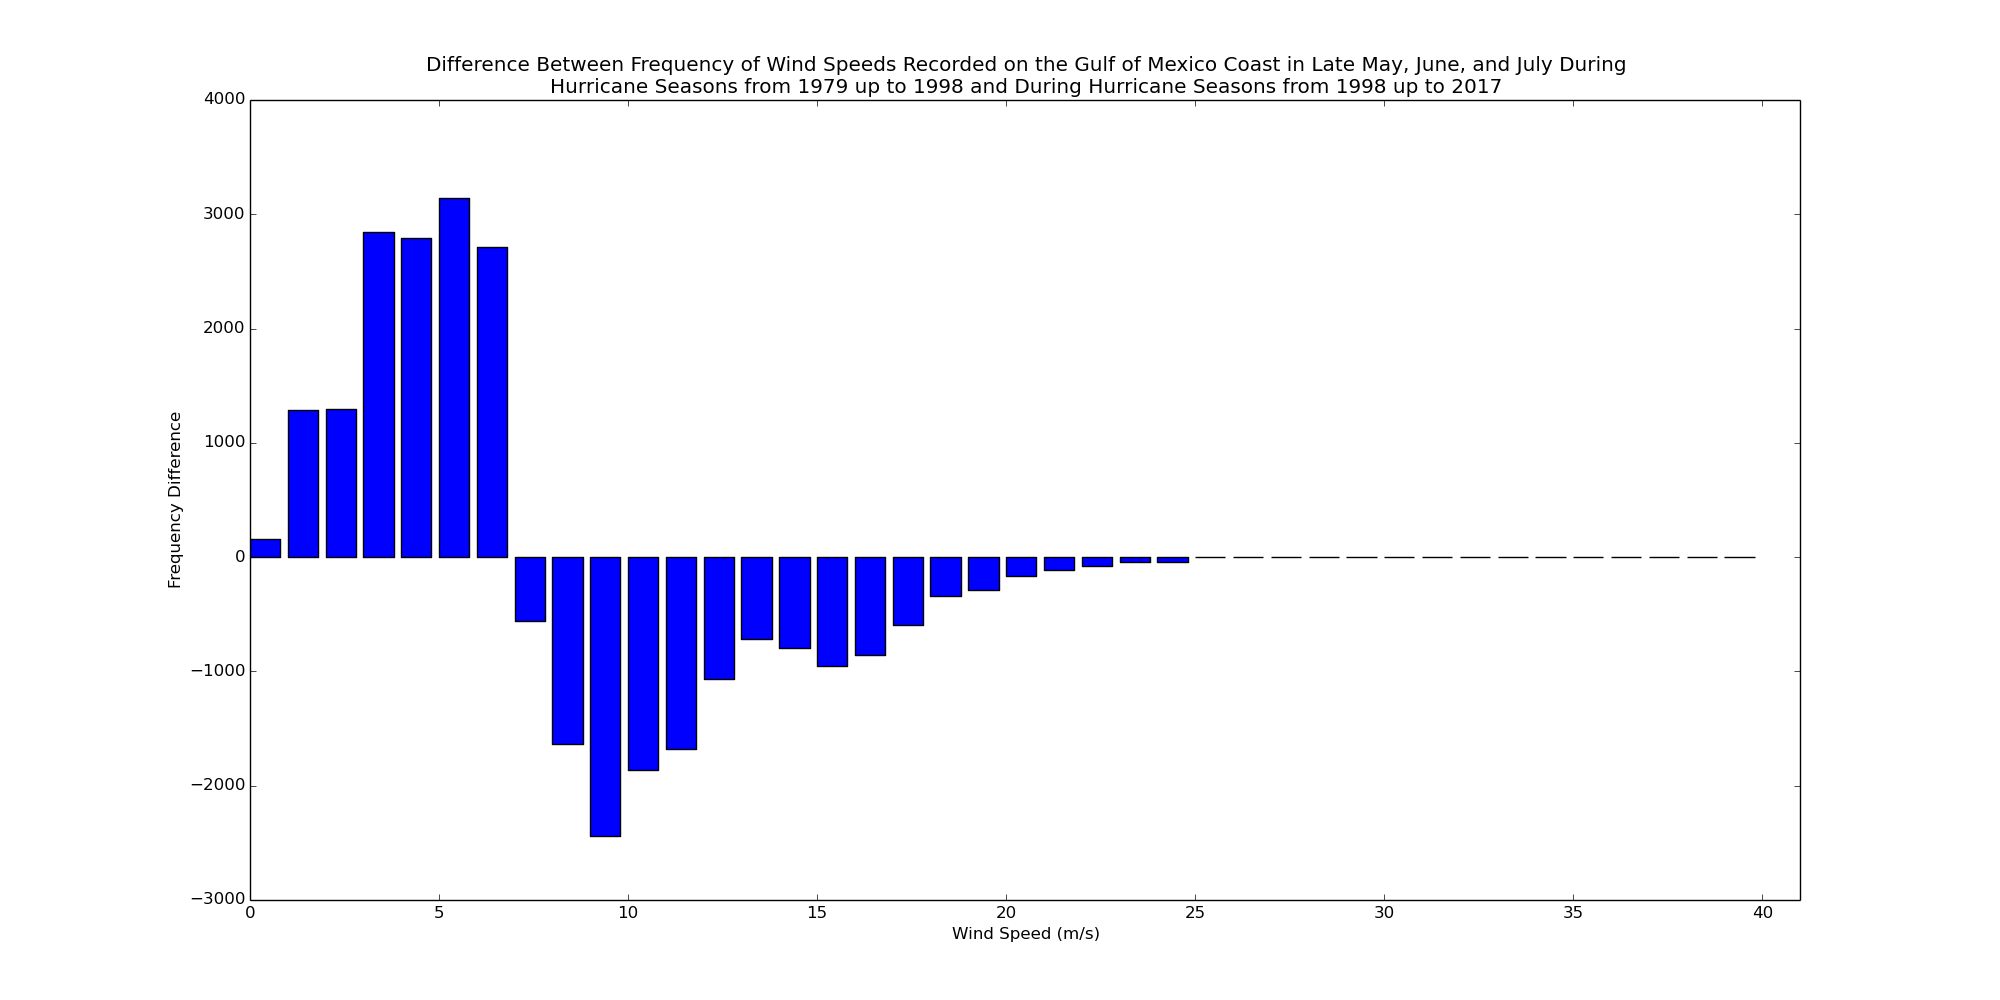 Difference Between Frequency of Wind Speeds Recorded on the Gulf of Mexico Coast in Late May, June, and July During
Hurricane Seasons from 1979 up to 1998 and During Hurricane Seasons from 1998 up to 2017
4000
3000
2000
1000
0
−1000
−2000
−3000
Frequency Difference
0 5 10 15 20 25 30 35 40
Wind Speed (m/s)